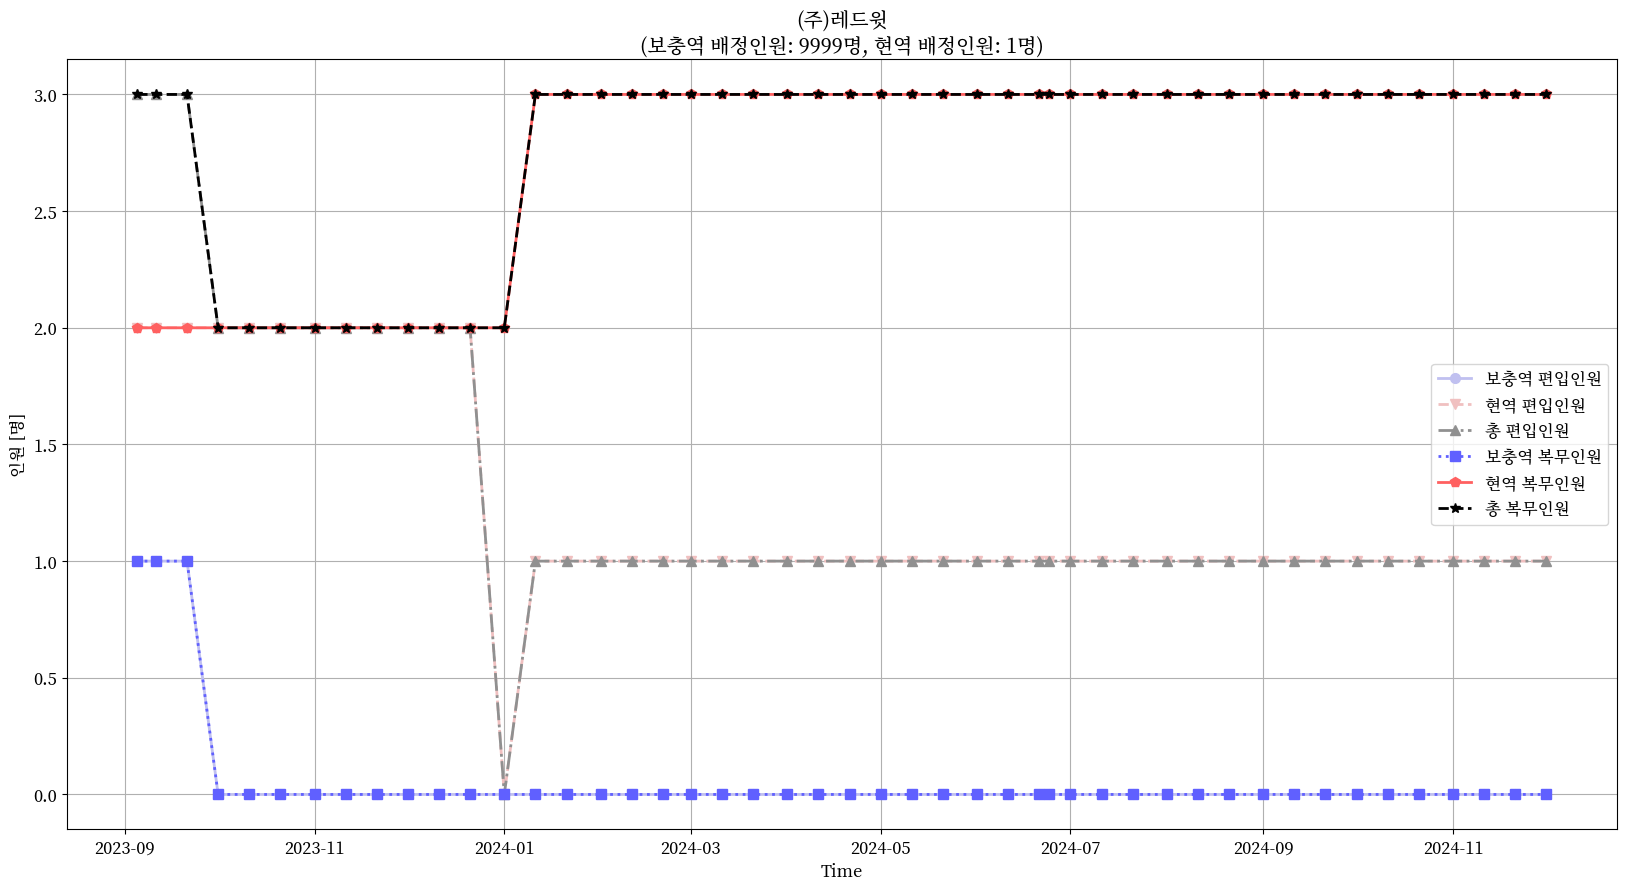 (주)레드윗
(보충역 배정인원: 9999명, 현역 배정인원: 1명)
인원 [명]
3.0
2.5
2.0
1.5
1.0
0.5
0.0
보충역 편입인원
현역 편입인원
총 편입인원
보충역 복무인원
현역 복무인원
총 복무인원
2023-09
2023-11
2024-01
2024-03
2024-05
2024-07
2024-09
2024-11
Time